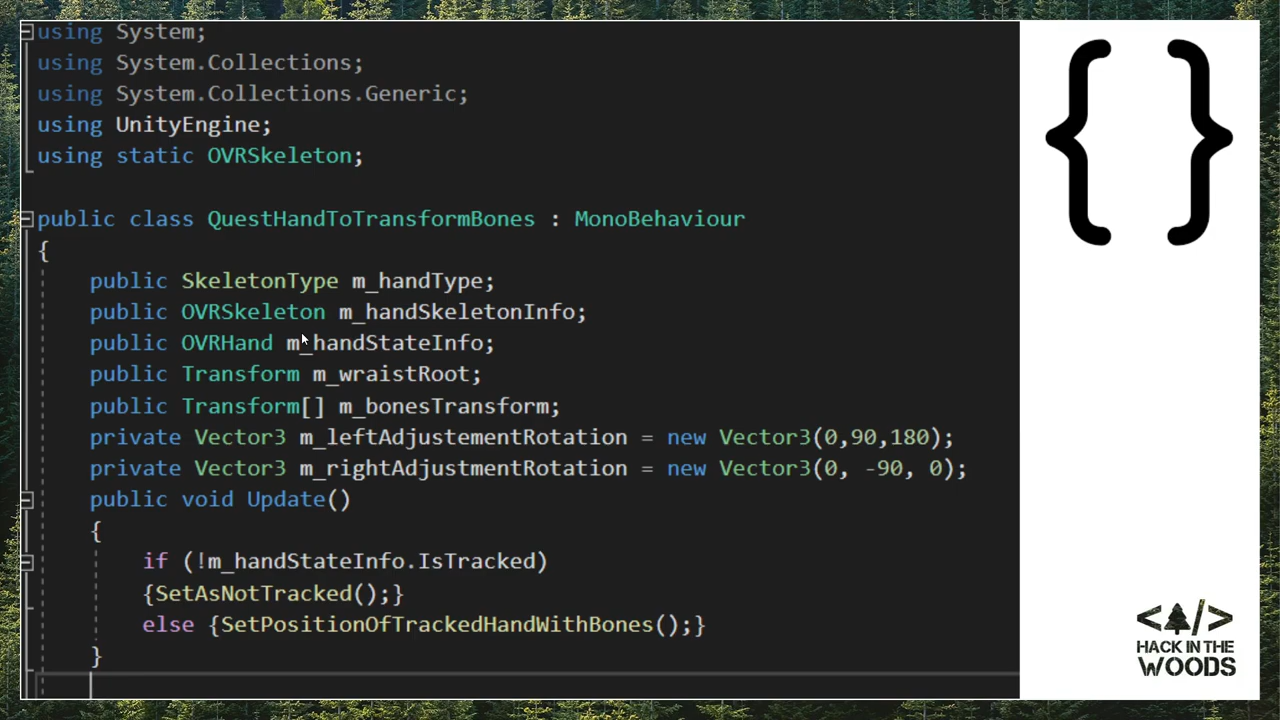 using System;
using System.Collections;
using System.Collections.Generic;
using UnityEngine;
using static OVRSkeleton;
public class QuestHandToTransformBones : MonoBehaviour
{
public SkeletonType m_handType;
public OVRSkeleton m_handSkeletonInfo;
public OVRHand m_handStateInfo;
public Transform m_wraistRoot;
public Transform[] m_bonesTransform;
private Vector3 m_leftAdjustementRotation = new Vector3(0,90,180);
private Vector3 m_rightAdjustmentRotation = new Vector3(0, -90, 0);
public void Update()
{
if (!m_handStateInfo.IsTracked)
{SetAsNotTracked();}
else {SetPositionOfTrackedHandWithBones();}
}
{ }
</>
HACK IN THE
WOODS